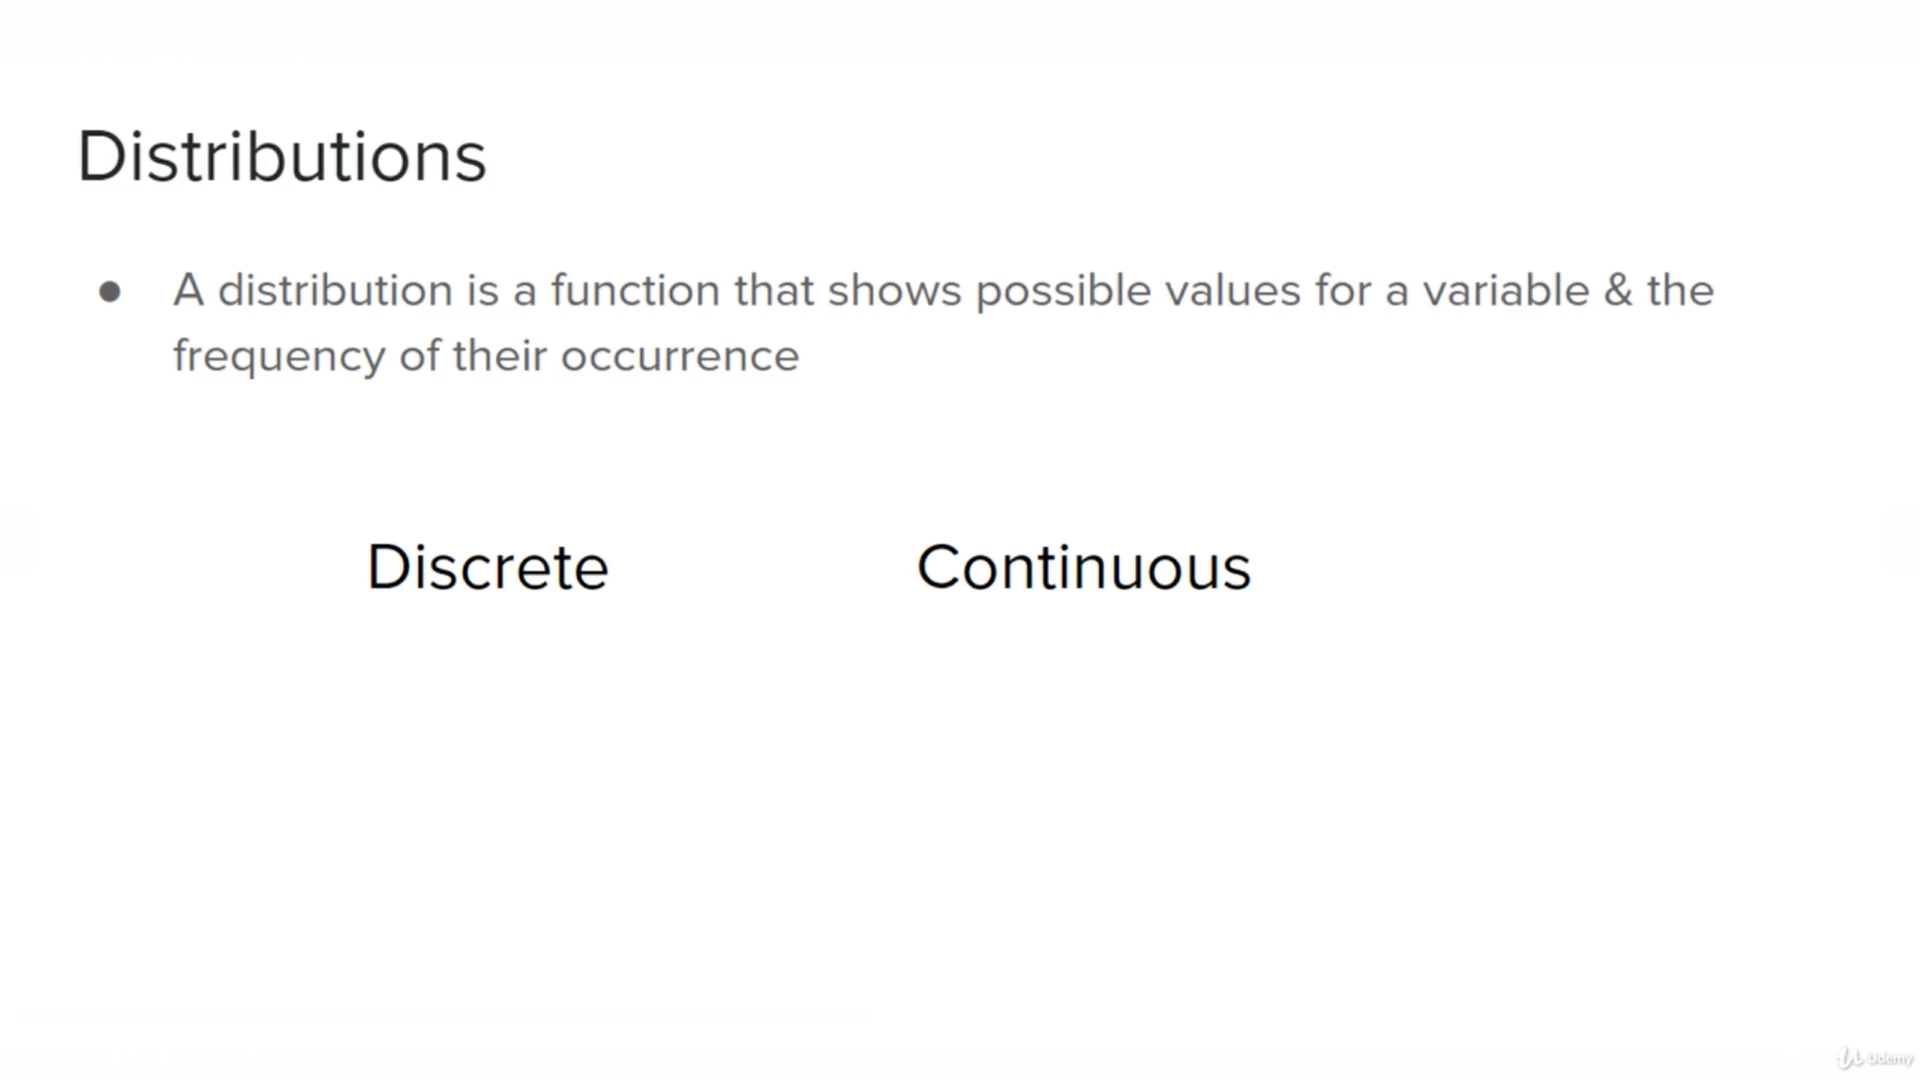 Distributions
● A distribution is a function that shows possible values for a variable & the
frequency of their occurrence
Discrete Continuous
Udemy